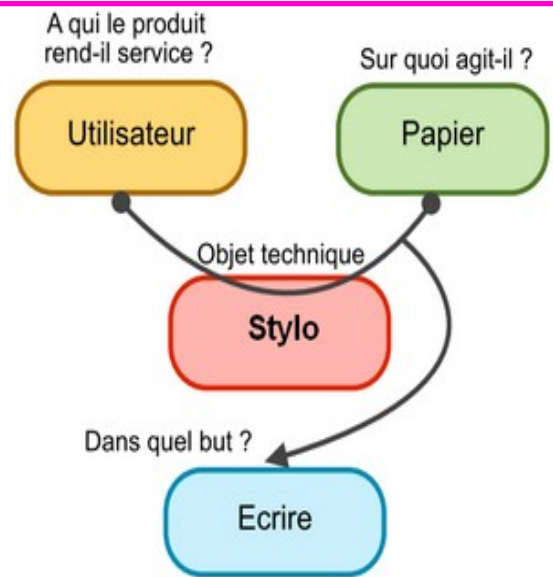 A qui le produit
rend-il service ?
Sur quoi agit-il ?
Utilisateur
Papier
Objet technique
Stylo
Dans quel but ?
Ecrire